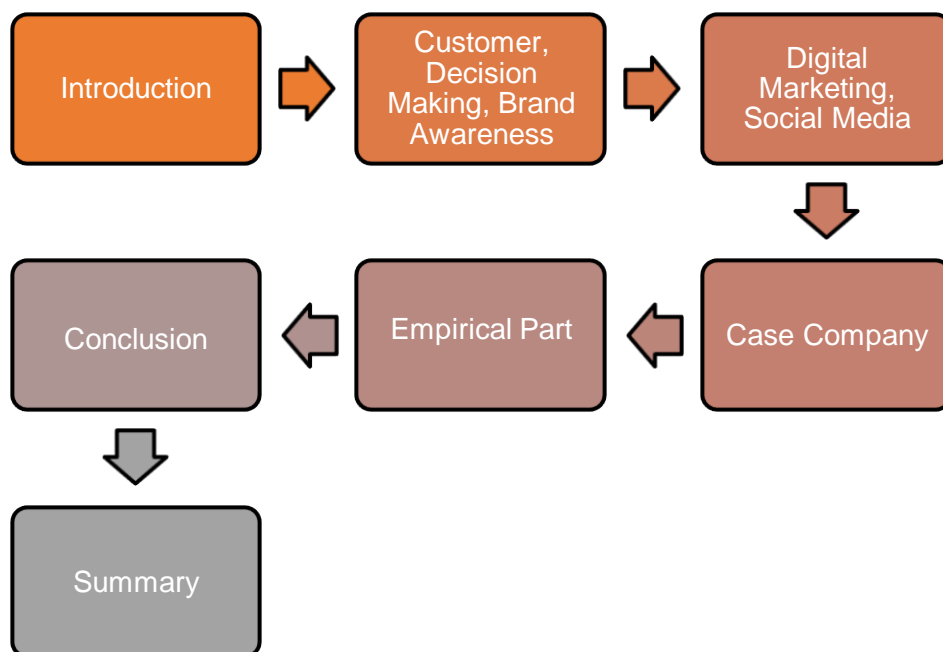 Introduction
Customer,
Decision
Making, Brand
Awareness
Digital
Marketing,
Social Media
Case Company
Empirical Part
Conclusion
Summary